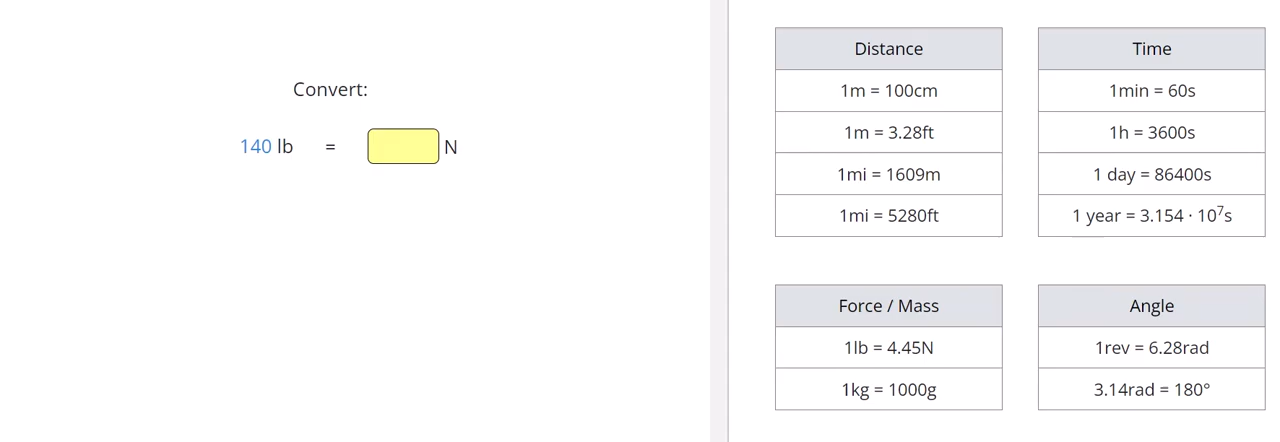 Convert:
140 lb = N
Distance
1m = 100cm
1m = 3.28ft
1mi = 1609m
1mi = 5280ft
Time
1min = 60s
1h = 3600s
1 day = 86400s
1 year = 3.154 · 10⁷s
Force / Mass
1lb = 4.45N
1kg = 1000g
Angle
1rev = 6.28rad
3.14rad = 180°